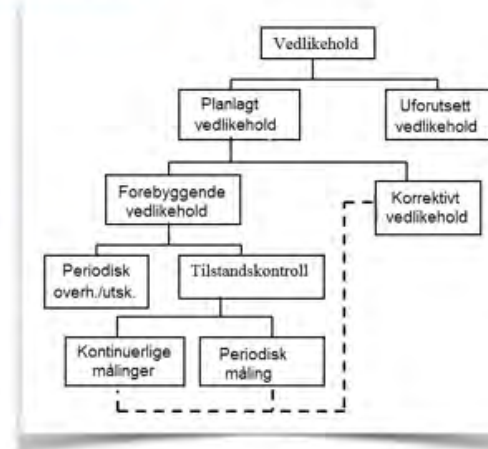 Vedlikehold
Planlagt
vedlikehold
Uforutsett
vedlikehold
Forebyggende
vedlikehold
Korrektivt
vedlikehold
Periodisk
overh./utsk.
Tilstandskontroll
Kontinuerlige
målinger
Periodisk
måling